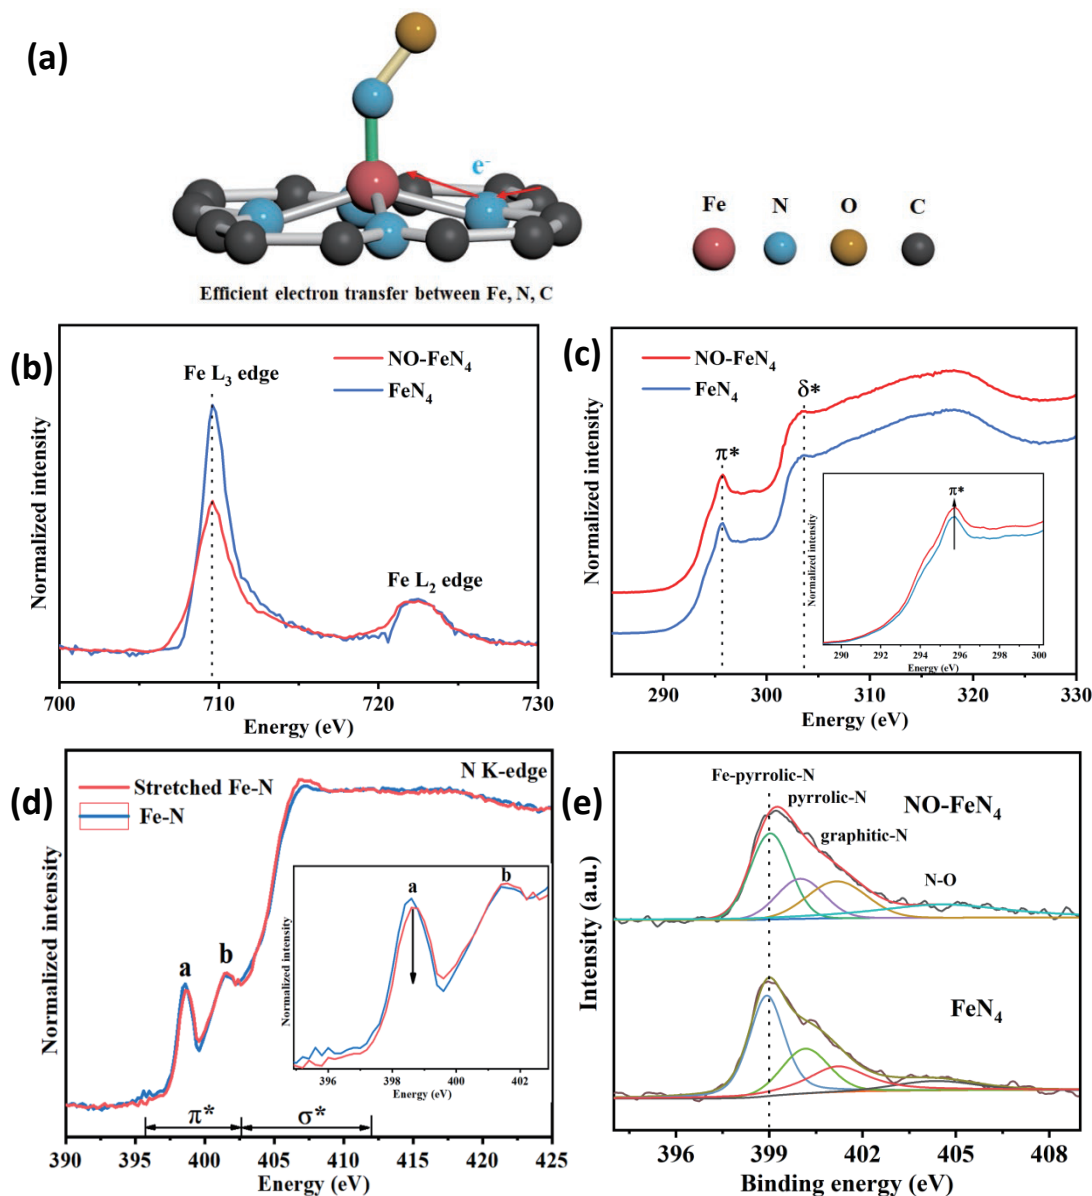 (a)
e-
Fe N O C
Efficient electron transfer between Fe, N, C
(b)
Normalized intensity
Fe L3 edge
NO-FeN4
FeN4
Fe L2 edge
700 710 720 730
Energy (eV)
(c)
Normalized intensity
NO-FeN4
FeN4
δ*
π*
290 300 310 320 330
Energy (eV)
Normalized intensity
π*
290 292 294 296 298 300
Energy (eV)
(d)
Normalized intensity
N K-edge
Stretched Fe-N
Fe-N
a
b
π*
σ*
390 395 400 405 410 415 420 425
Energy (eV)
Normalized intensity
a
b
396 398 400 402
Energy (eV)
(e)
Intensity (a.u.)
Fe-pyrrolic-N
pyrrolic-N
graphitic-N
NO-FeN4
N-O
FeN4
396 399 402 405 408
Binding energy (eV)